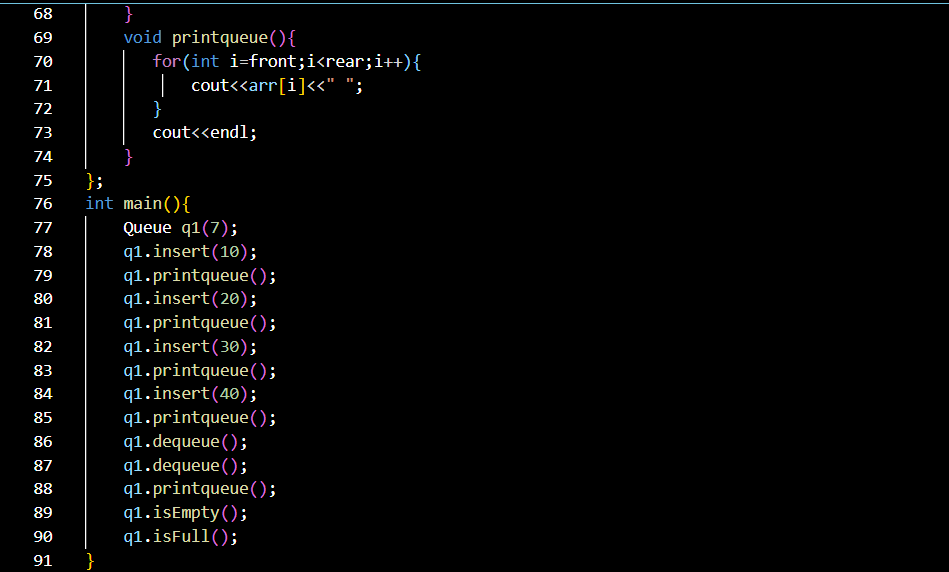 68 }
69 void printqueue(){
70 for(int i=front;i<rear;i++){
71 cout<<arr[i]<<" ";
72 }
73 cout<<endl;
74 }
75 };
76 int main(){
77 Queue q1(7);
78 q1.insert(10);
79 q1.printqueue();
80 q1.insert(20);
81 q1.printqueue();
82 q1.insert(30);
83 q1.printqueue();
84 q1.insert(40);
85 q1.printqueue();
86 q1.dequeue();
87 q1.dequeue();
88 q1.printqueue();
89 q1.isEmpty();
90 q1.isFull();
91 }